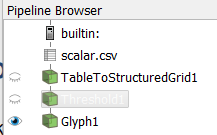 Pipeline Browser
builtin:
scalar.csv
TableToStructuredGrid1
Threshold1
Glyph1